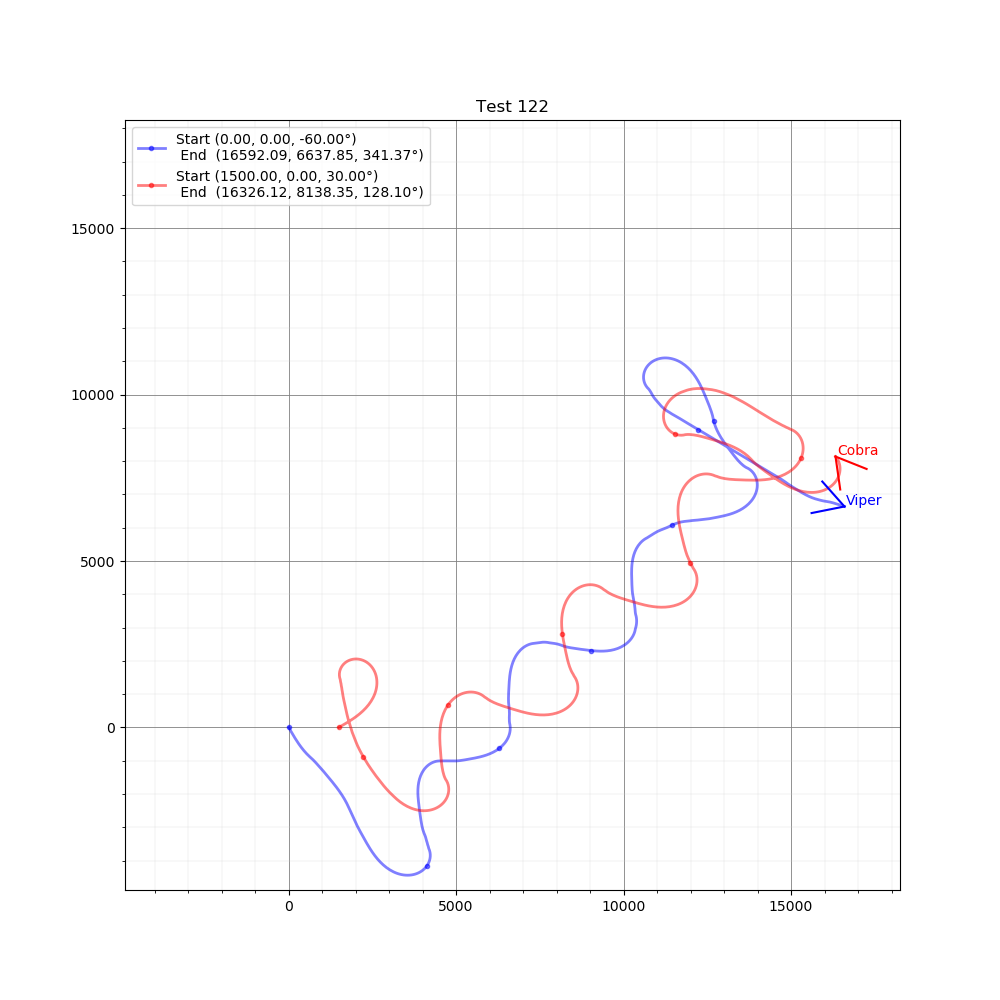 Test 122
Start (0.00, 0.00, -60.00°)
End (16592.09, 6637.85, 341.37°)
Start (1500.00, 0.00, 30.00°)
End (16326.12, 8138.35, 128.10°)
15000
10000
5000
0
Cobra
Viper
0
5000
10000
15000